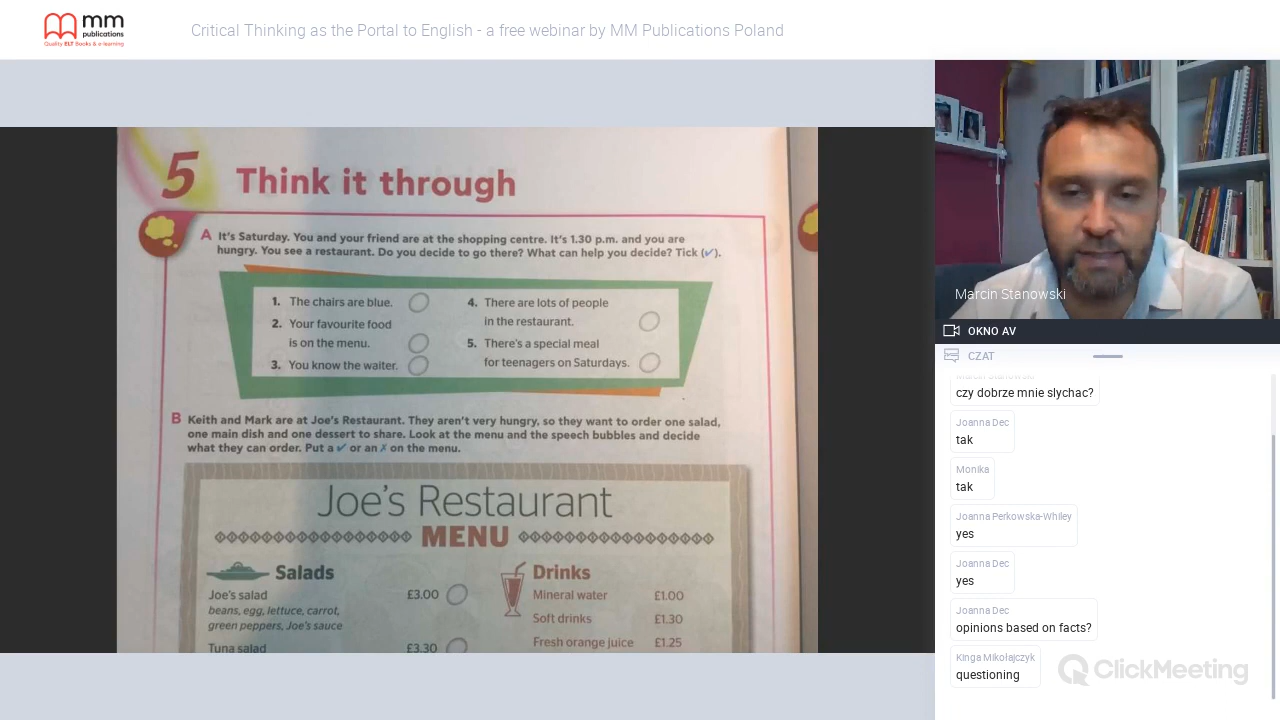 mm
publications
Quality ELT Books & e-learning
Critical Thinking as the Portal to English - a free webinar by MM Publications Poland
5 Think it through
A It's Saturday. You and your friend are at the shopping centre. It's 1.30 p.m. and you are
hungry. You see a restaurant. Do you decide to go there? What can help you decide? Tick (✔).
1. The chairs are blue.
2. Your favourite food
is on the menu.
3. You know the waiter.
4. There are lots of people
in the restaurant.
5. There's a special meal
for teenagers on Saturdays.
B Keith and Mark are at Joe's Restaurant. They aren't very hungry, so they want to order one salad,
one main dish and one dessert to share. Look at the menu and the speech bubbles and decide
what they can order. Put a ✔ or an ✗ on the menu.
Joe's Restaurant
MENU
Salads
Joe's salad £3.00
beans, egg, lettuce, carrot,
green peppers, Joe's sauce
Tuna salad £3.30
Drinks
Mineral water £1.00
Soft drinks £1.30
Fresh orange juice £1.25
Marcin Stanowski
OKNO AV
CZAT
Marcin Stanowski
czy dobrze mnie slychac?
Joanna Dec
tak
Monika
tak
Joanna Perkowska-Whiley
yes
Joanna Dec
yes
Joanna Dec
opinions based on facts?
Kinga Mikołajczyk
questioning
ClickMeeting